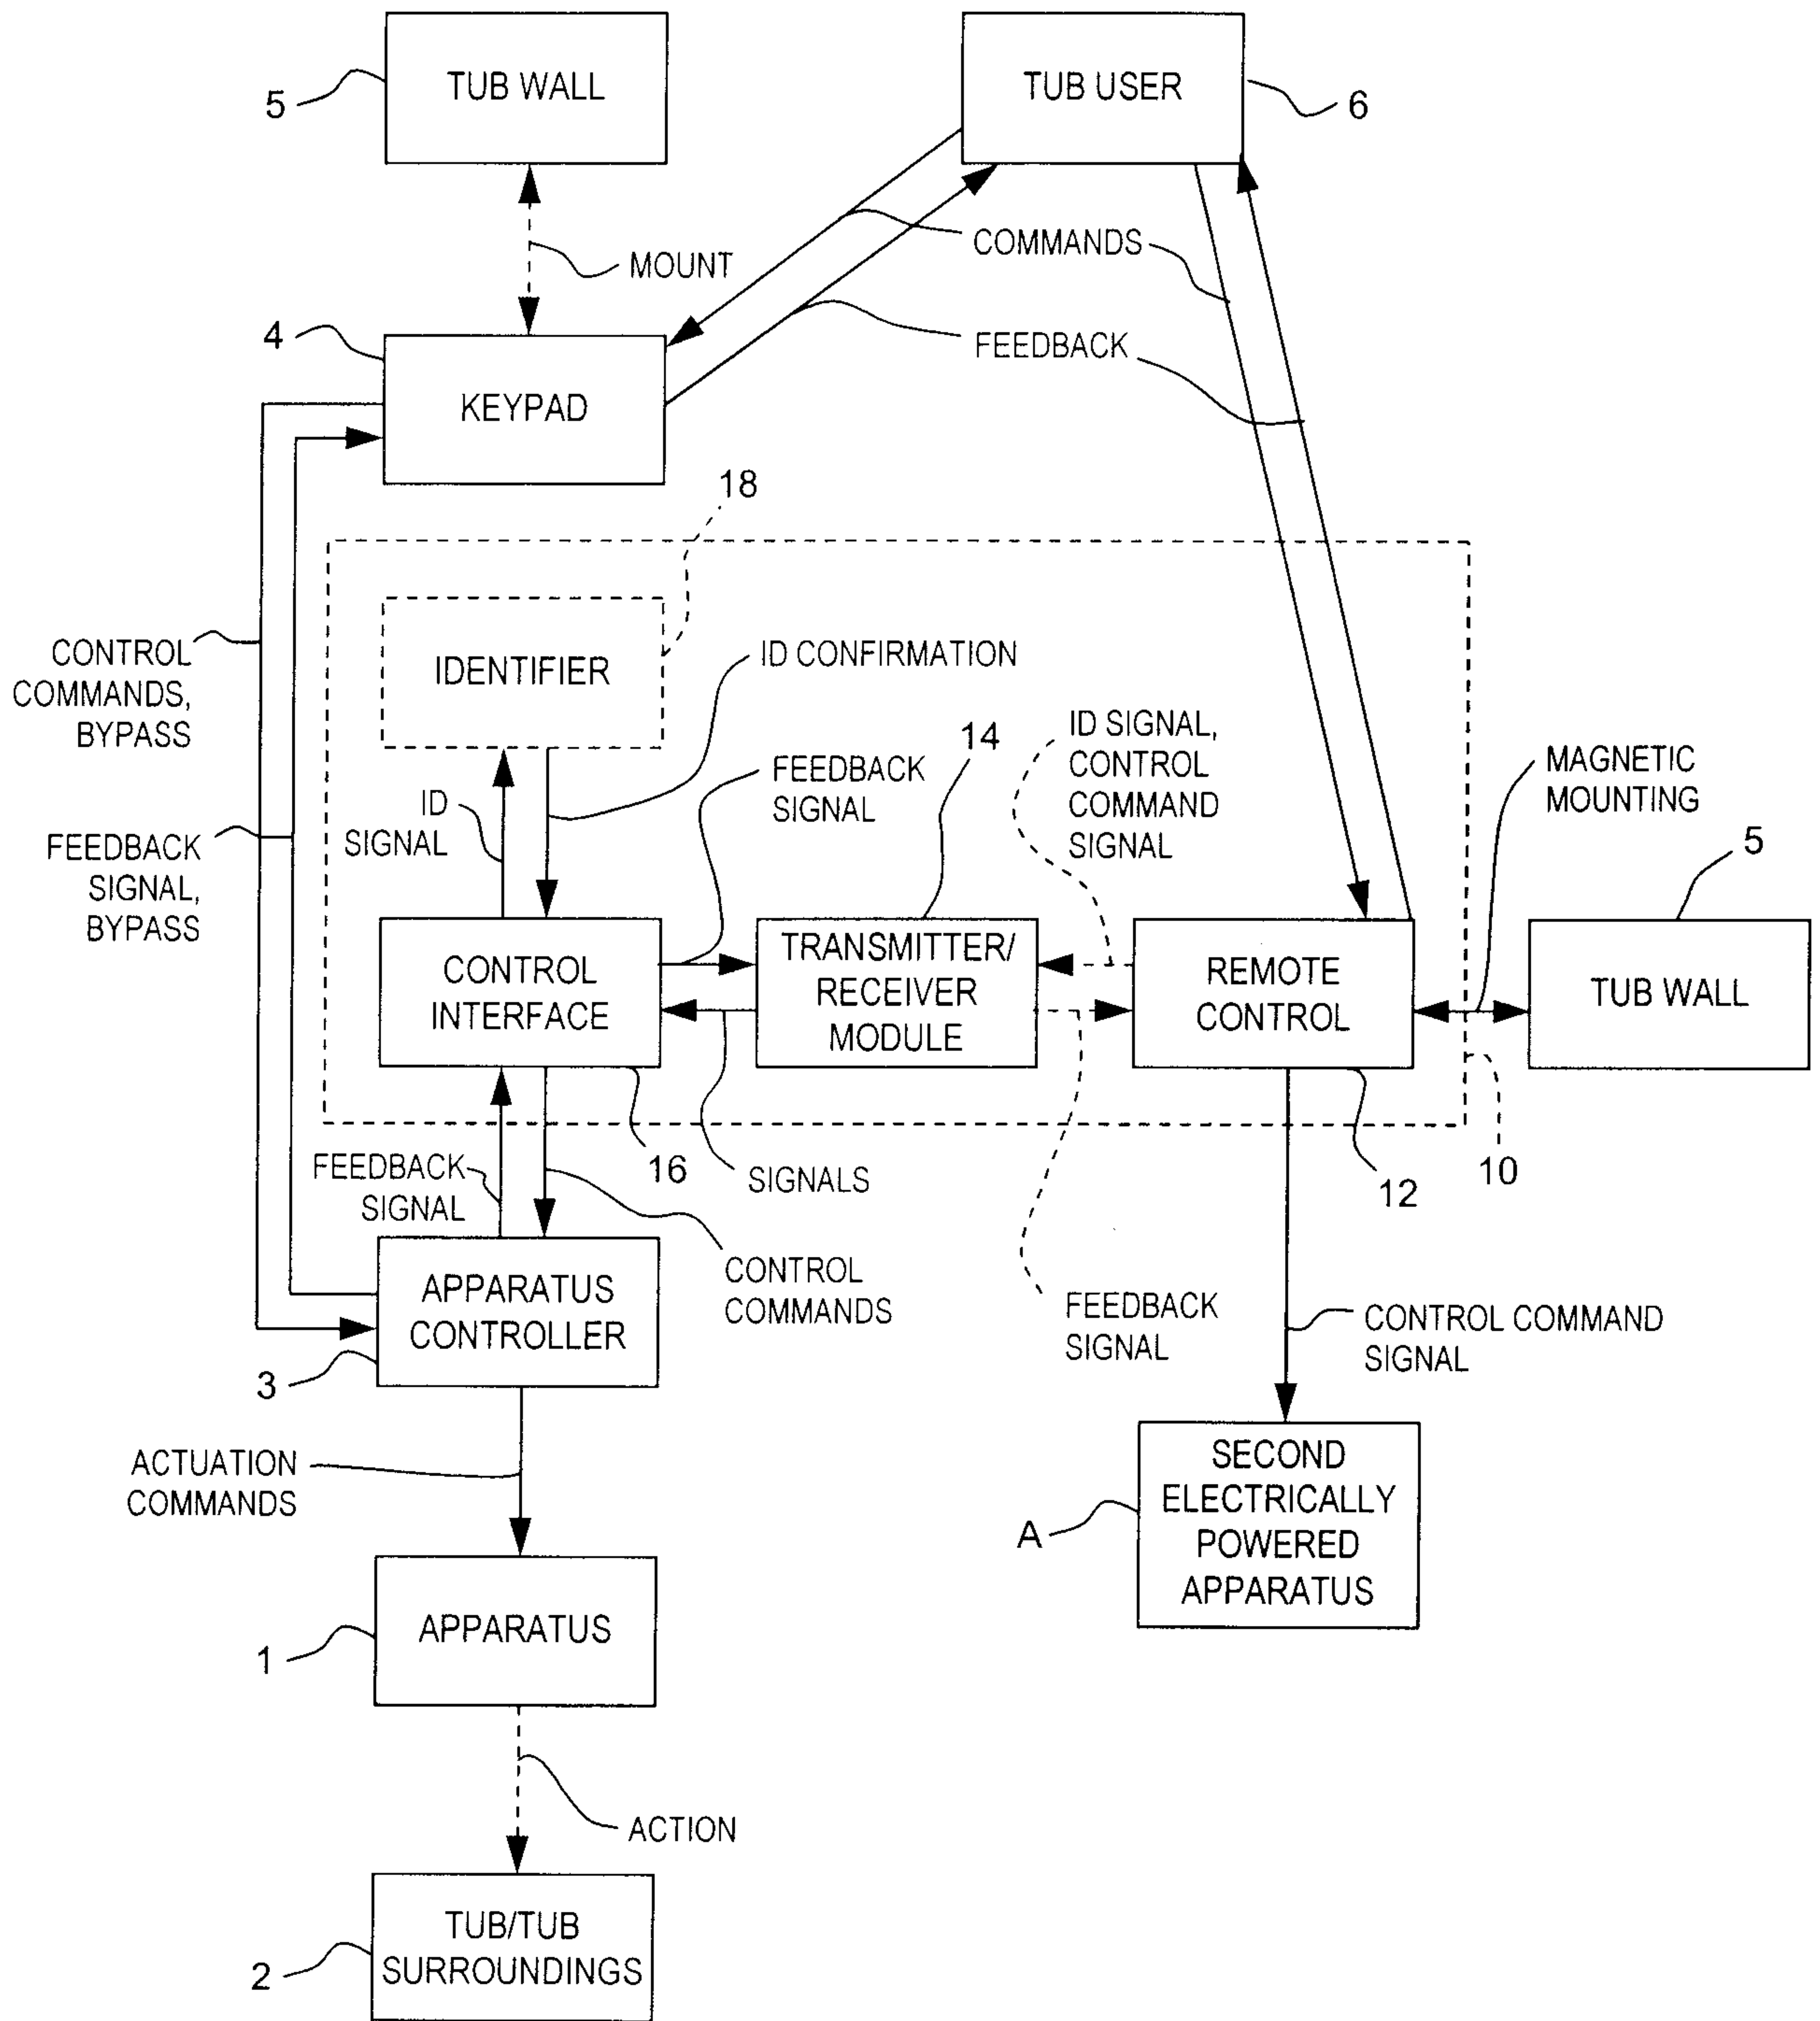 TUB WALL
5
TUB USER
6
COMMANDS
MOUNT
FEEDBACK
4
KEYPAD
18
CONTROL
COMMANDS,
BYPASS
IDENTIFIER
ID CONFIRMATION
ID SIGNAL,
CONTROL
COMMAND
SIGNAL
14
FEEDBACK
SIGNAL
MAGNETIC
MOUNTING
ID
SIGNAL
FEEDBACK
SIGNAL,
BYPASS
5
CONTROL
INTERFACE
TRANSMITTER/
RECEIVER
MODULE
REMOTE
CONTROL
TUB WALL
FEEDBACK
SIGNAL
16
SIGNALS
12
10
APPARATUS
CONTROLLER
3
CONTROL
COMMANDS
FEEDBACK
SIGNAL
CONTROL COMMAND
SIGNAL
ACTUATION
COMMANDS
SECOND
ELECTRICALLY
POWERED
APPARATUS
A
APPARATUS
1
ACTION
TUB/TUB
SURROUNDINGS
2